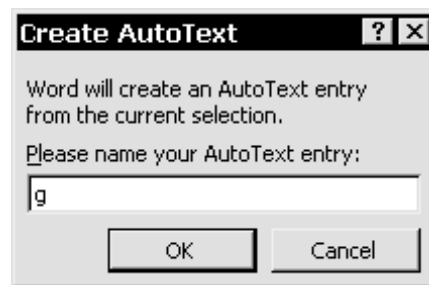 Create AutoText
Word will create an AutoText entry
from the current selection.
Please name your AutoText entry:
g
OK Cancel